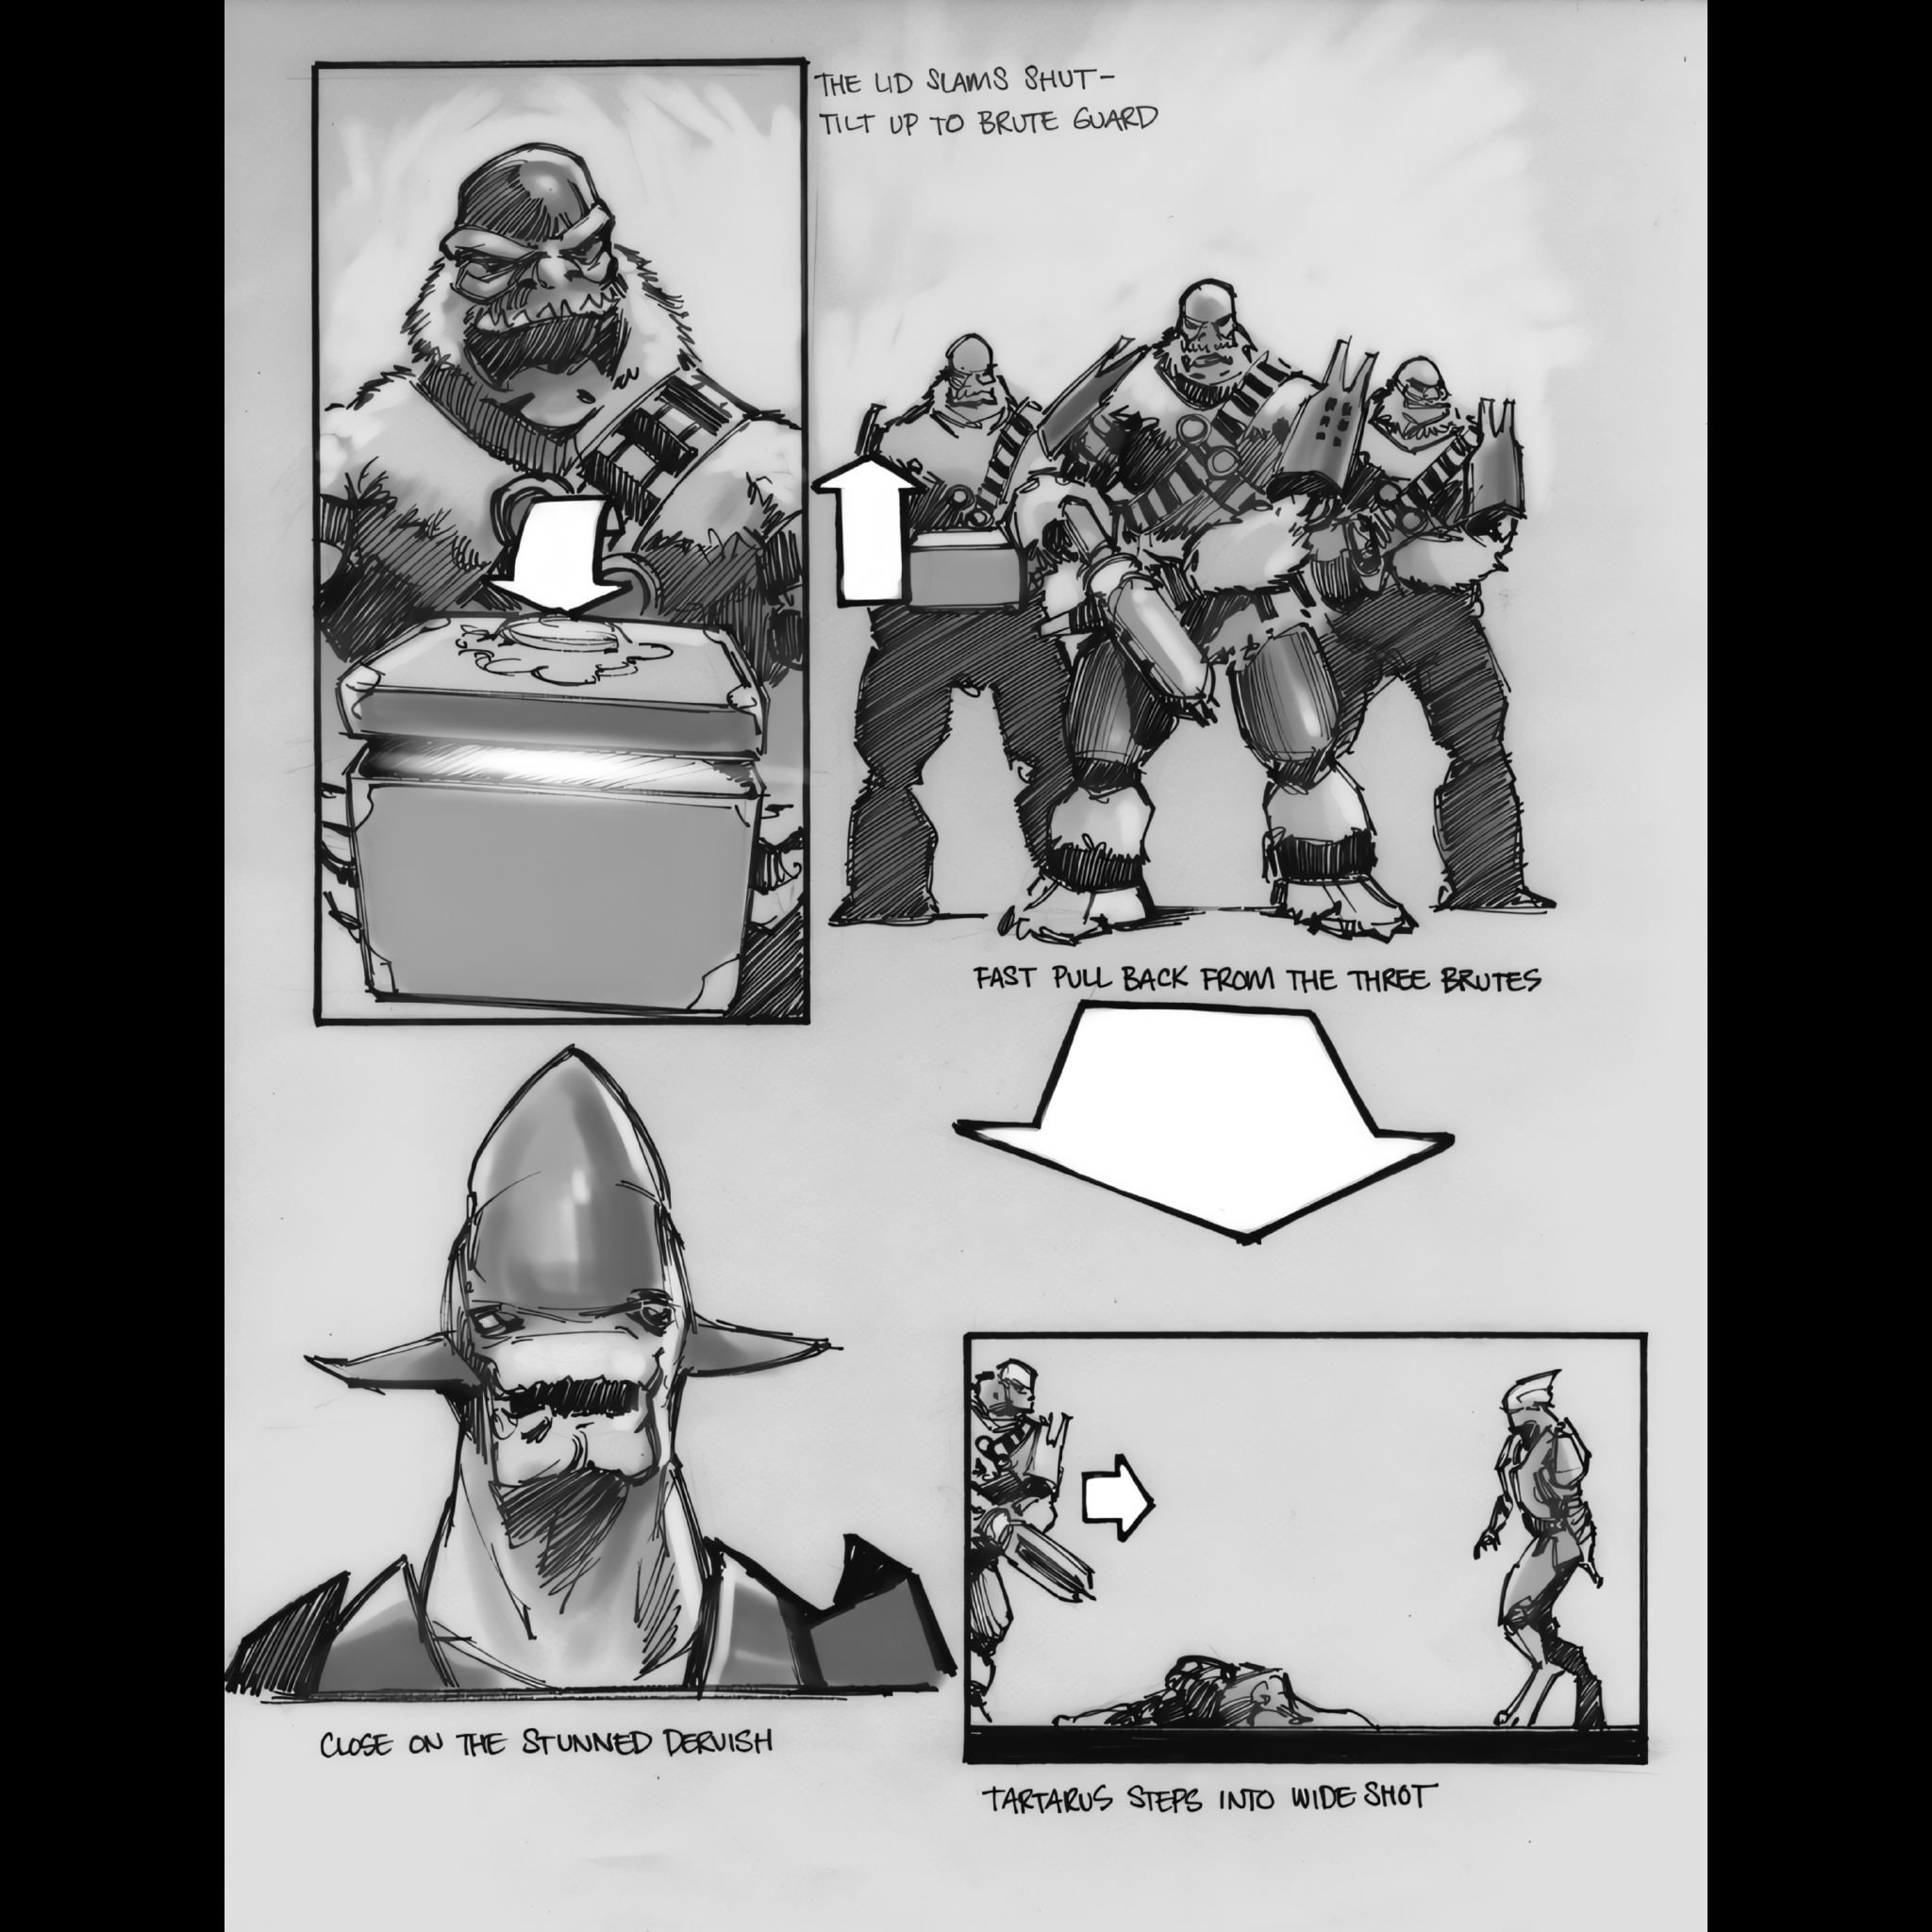 THE LID SLAMS SHUT-
TILT UP TO BRUTE GUARD
FAST PULL BACK FROM THE THREE BRUTES
CLOSE ON THE STUNNED DERVISH
TARTARUS STEPS INTO WIDE SHOT